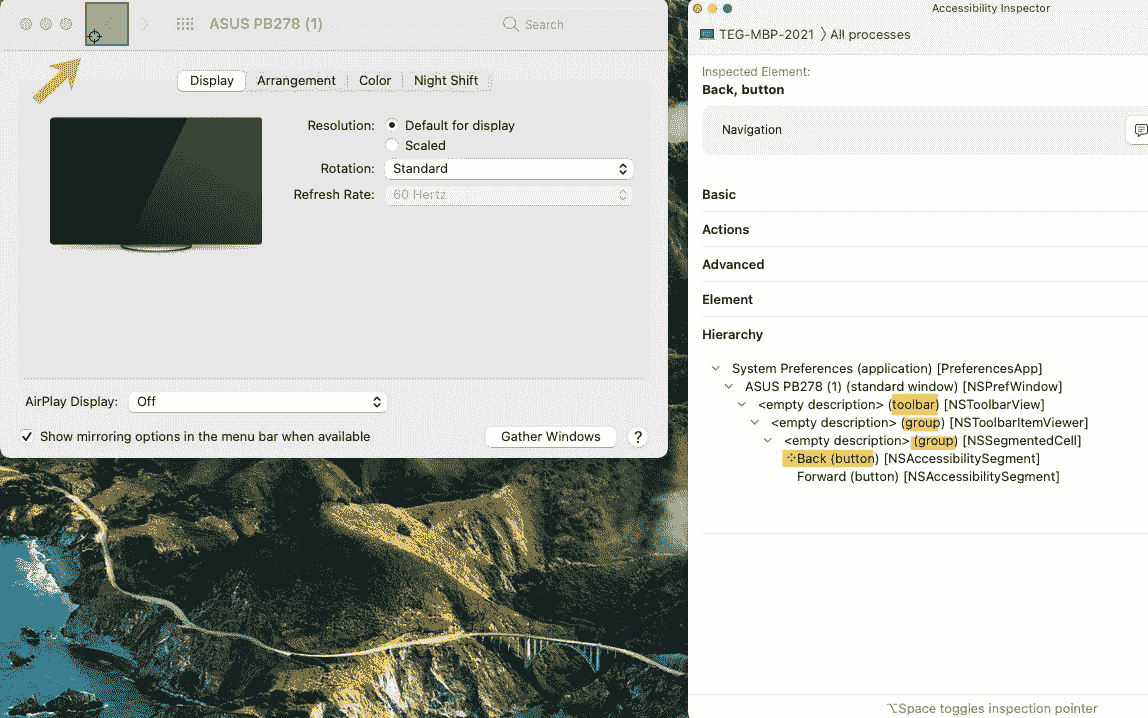 ASUS PB278 (1)
Search
Display
Arrangement
Color
Night Shift
Resolution:
Default for display
Scaled
Rotation:
Standard
Refresh Rate:
60 Hertz
AirPlay Display:
Off
Show mirroring options in the menu bar when available
Gather Windows
?
Accessibility Inspector
TEG-MBP-2021 〉All processes
Inspected Element:
Back, button
Navigation
Basic
Actions
Advanced
Element
Hierarchy
System Preferences (application) [PreferencesApp]
ASUS PB278 (1) (standard window) [NSPrefWindow]
<empty description> (toolbar) [NSToolbarView]
<empty description> (group) [NSToolbarItemViewer]
<empty description> (group) [NSSegmentedCell]
Back (button) [NSAccessibilitySegment]
Forward (button) [NSAccessibilitySegment]
⌥Space toggles inspection pointer